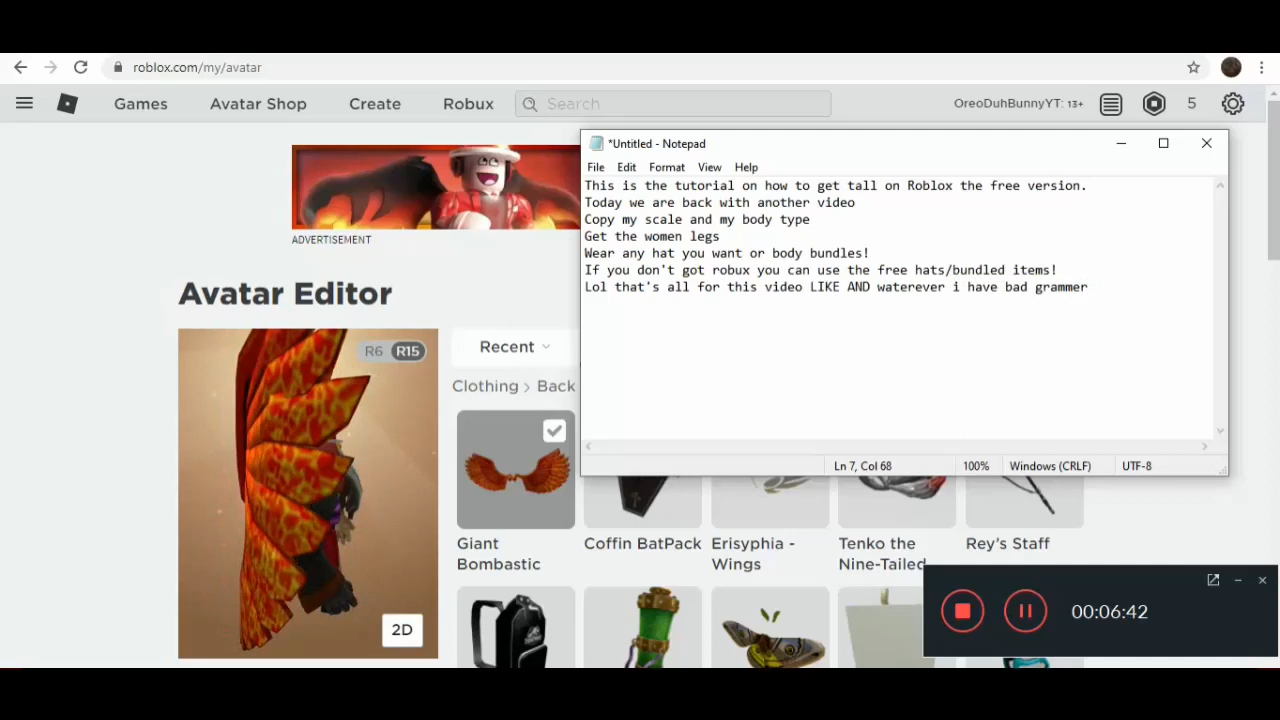 roblox.com/my/avatar
Games Avatar Shop Create Robux Search OreoDuhBunnyYT: 13+ 5
*Untitled - Notepad
File Edit Format View Help
This is the tutorial on how to get tall on Roblox the free version.
Today we are back with another video
Copy my scale and my body type
Get the women legs
Wear any hat you want or body bundles!
If you don't got robux you can use the free hats/bundled items!
Lol that's all for this video LIKE AND waterever i have bad grammer
Ln 7, Col 68 100% Windows (CRLF) UTF-8
ADVERTISEMENT
Avatar Editor
R6 R15
2D
Recent
Clothing > Back
Giant Bombastic
Coffin BatPack
Erisyphia - Wings
Tenko the Nine-Tailed
Rey's Staff
00:06:42